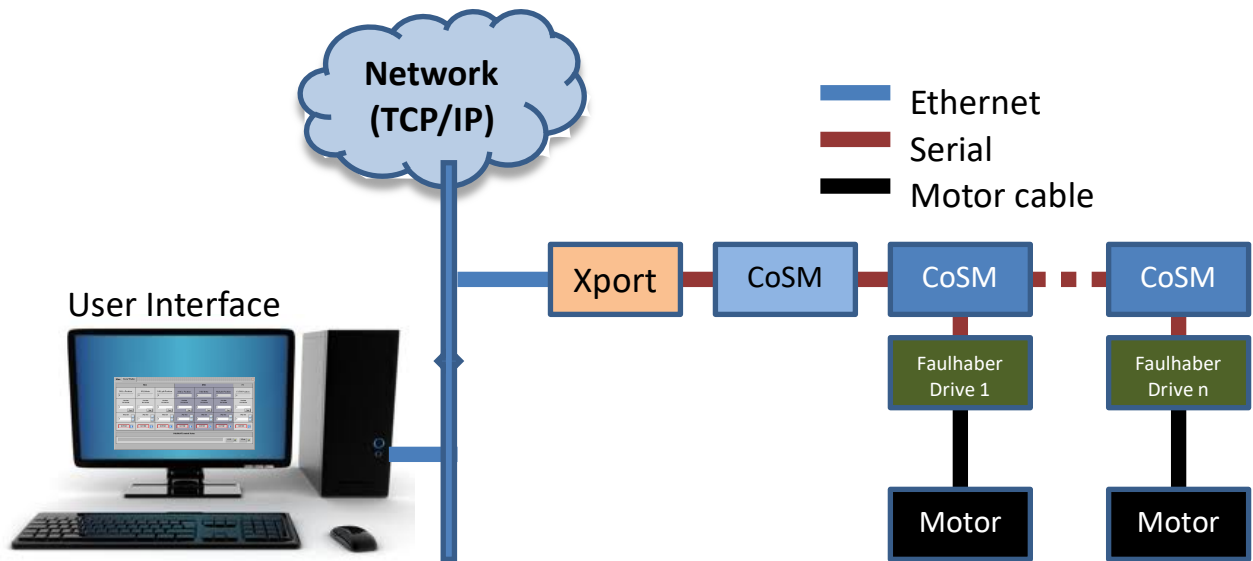 Network
(TCP/IP)
Ethernet
Serial
Motor cable
User Interface
Xport
CoSM
CoSM
CoSM
Faulhaber
Drive 1
Faulhaber
Drive n
Motor
Motor